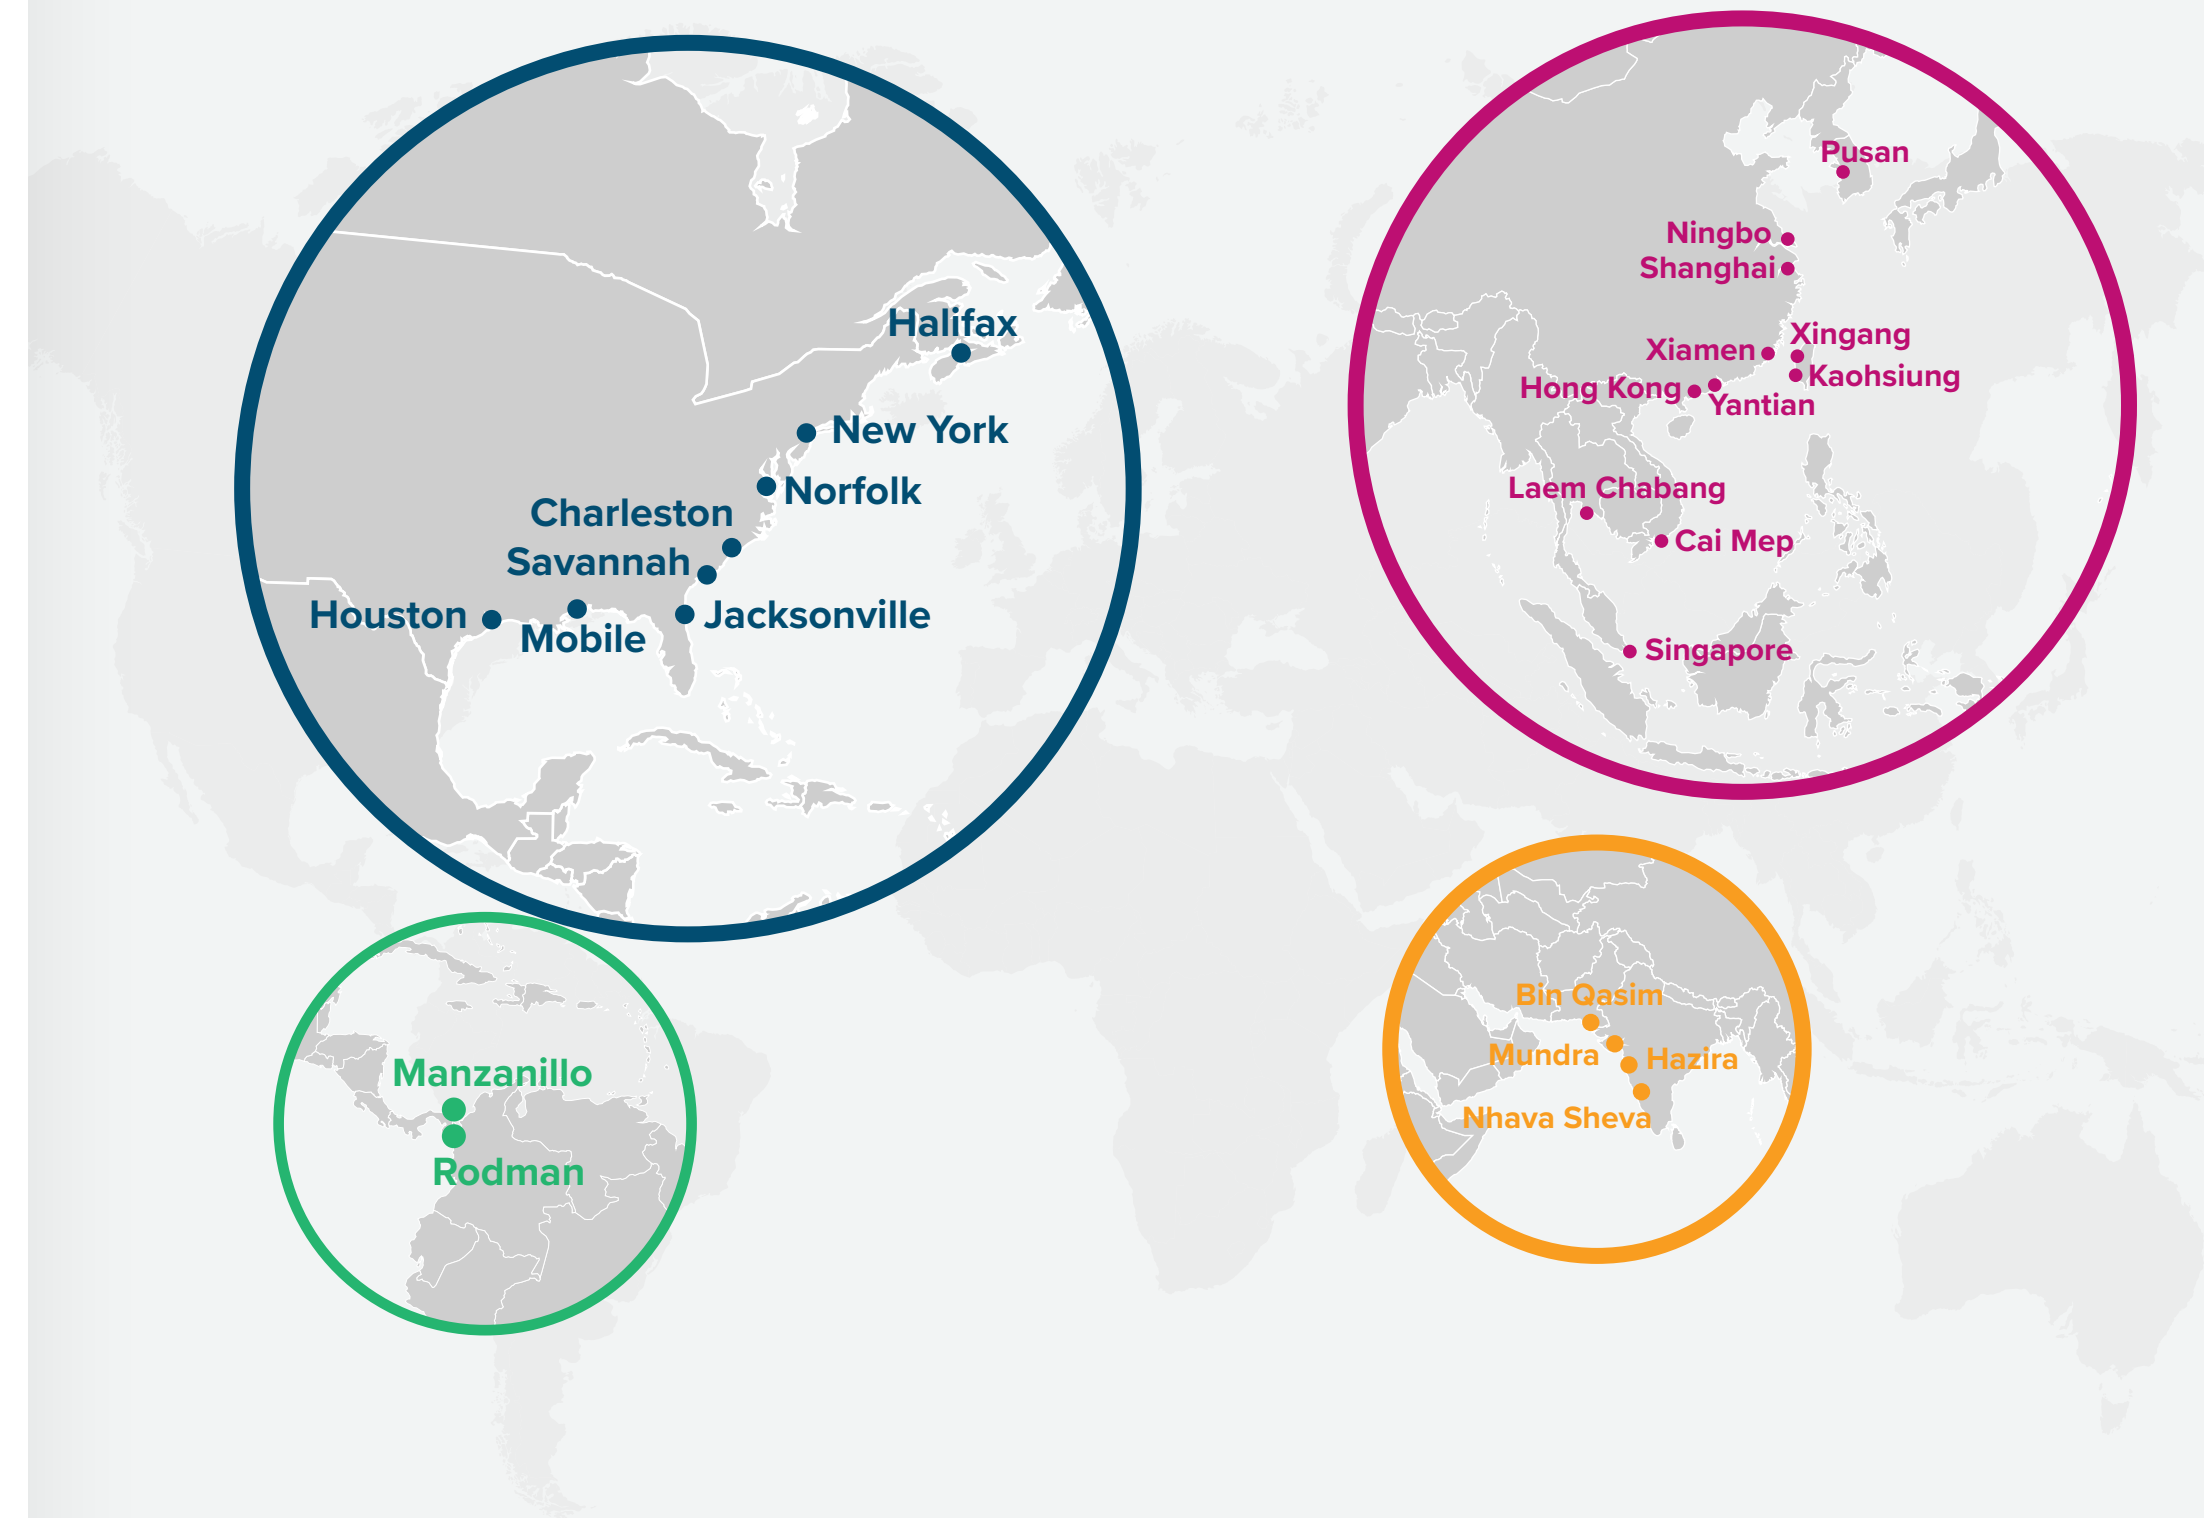 Halifax
New York
Norfolk
Charleston
Savannah
Houston
Mobile
Jacksonville
Pusan
Ningbo
Shanghai
Xingang
Xiamen
Kaohsiung
Hong Kong
Yantian
Laem Chabang
Cai Mep
Singapore
Manzanillo
Rodman
Bin Qasim
Mundra
Hazira
Nhava Sheva